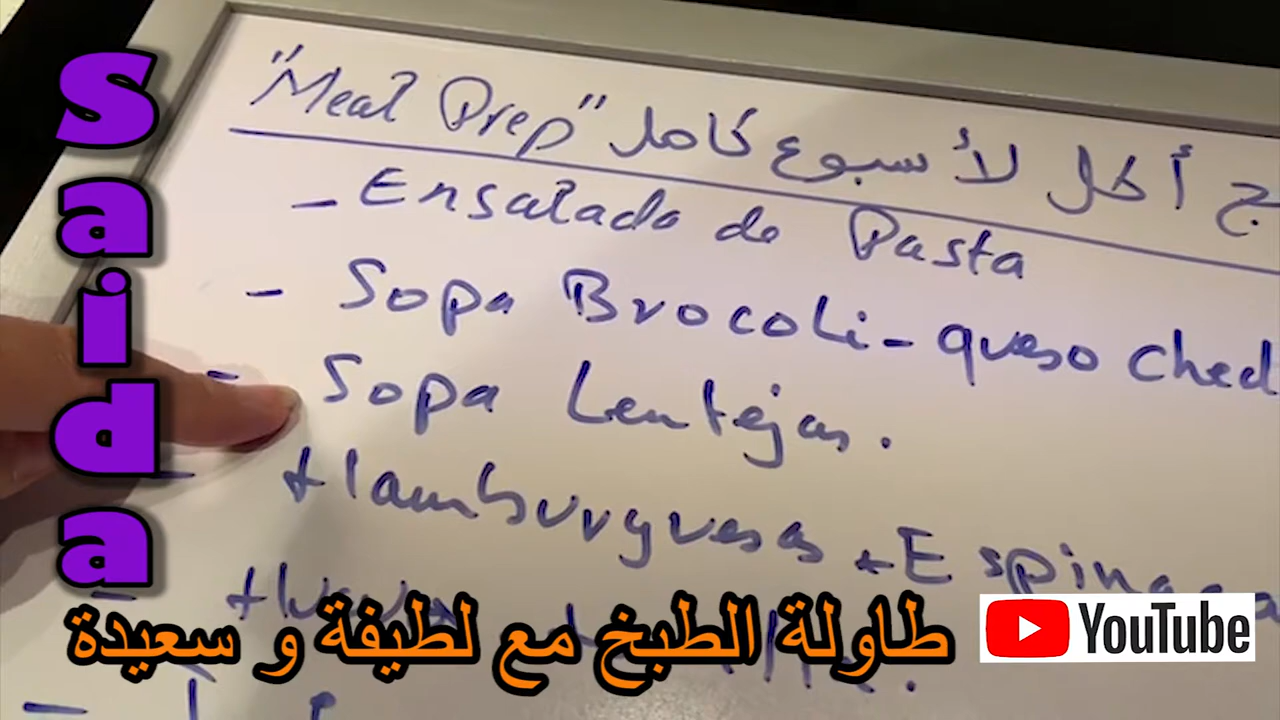 ج أكل لأسبوع كامل "Meal Prep"
- Ensalada de Pasta
- Sopa Brocoli - queso Ched
- Sopa Lentejas.
- Hamburguesas + Espinaca
Saida
طاولة الطبخ مع لطيفة و سعيدة
YouTube